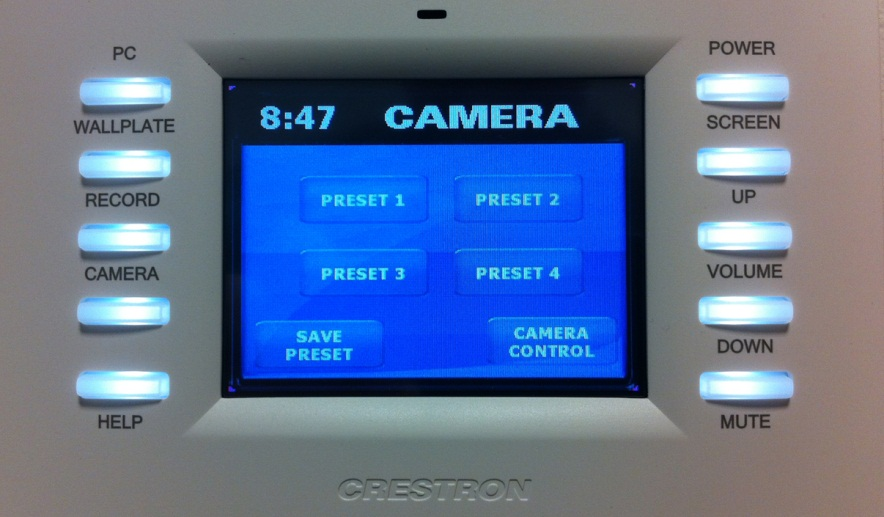 PC
WALLPLATE
RECORD
CAMERA
HELP
8:47 CAMERA
PRESET 1 PRESET 2
PRESET 3 PRESET 4
SAVE
PRESET
CAMERA
CONTROL
POWER
SCREEN
UP
VOLUME
DOWN
MUTE
CRESTRON